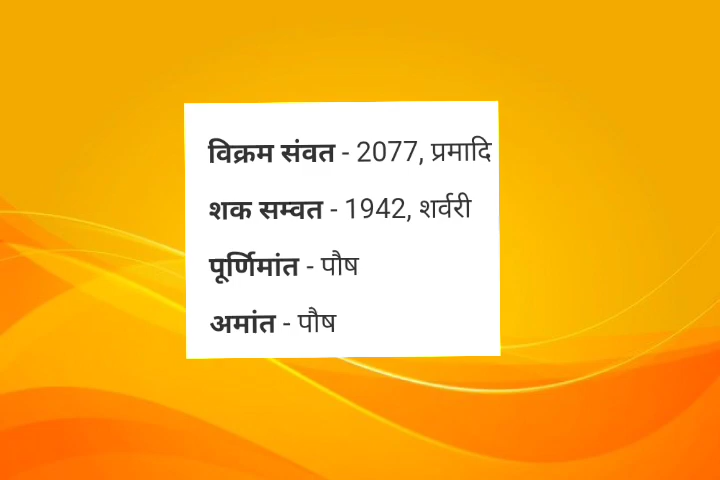 विक्रम संवत - 2077, प्रमादि
शक सम्वत - 1942, शर्वरी
पूर्णिमांत - पौष
अमांत - पौष